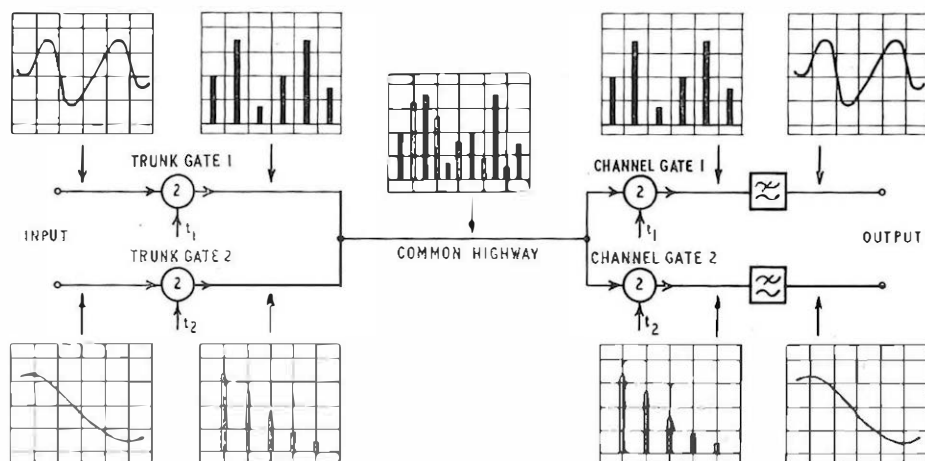 TRUNK GATE 1
2
t1
INPUT
TRUNK GATE 2
2
t2
COMMON HIGHWAY
CHANNEL GATE 1
2
t1
OUTPUT
CHANNEL GATE 2
2
t2